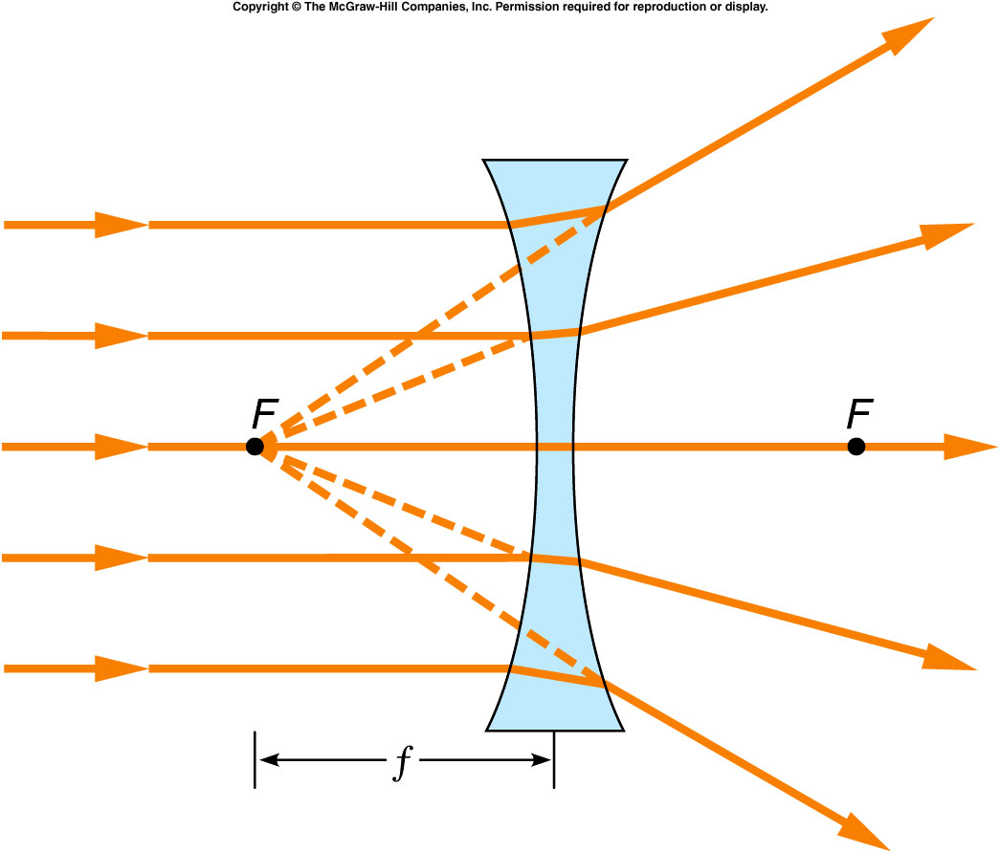 Copyright © The McGraw-Hill Companies, Inc. Permission required for reproduction or display.
F
F
f